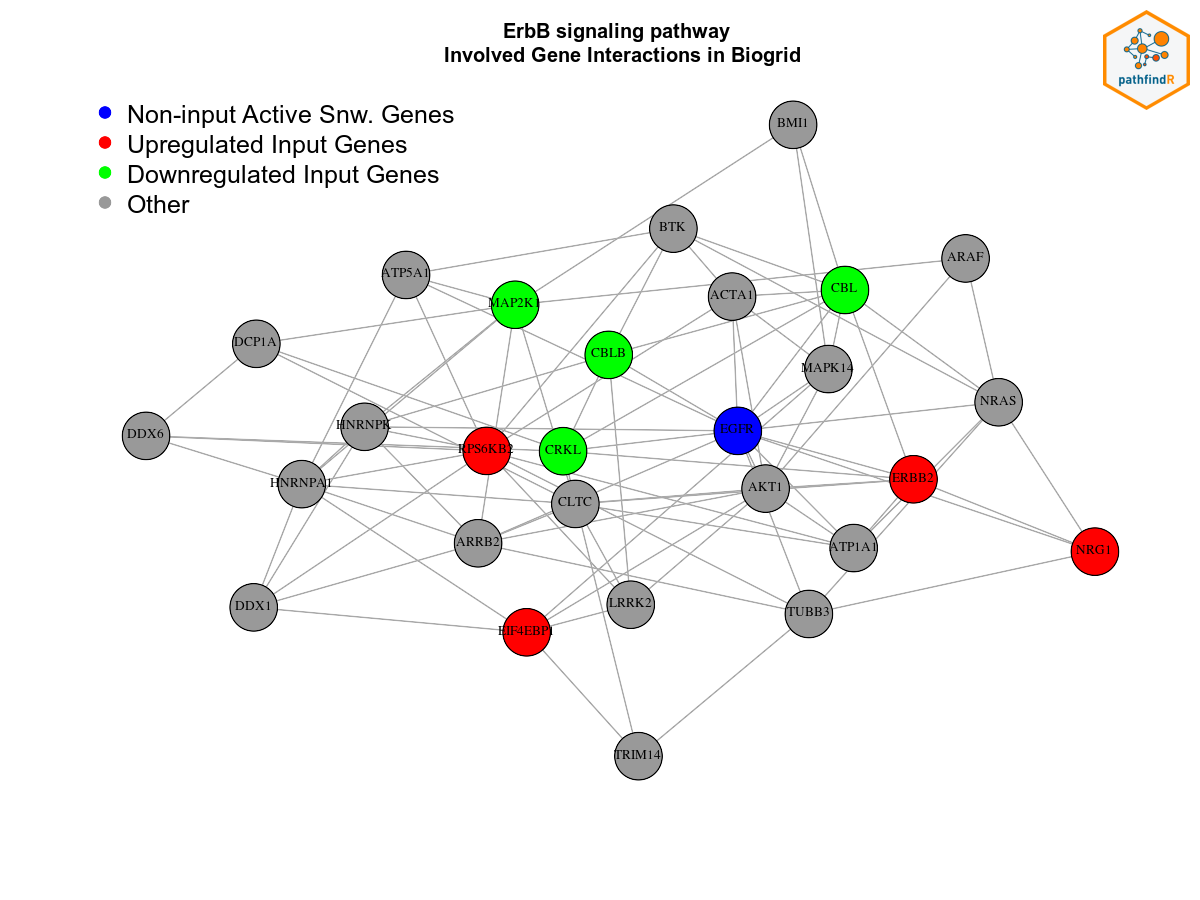 ErbB signaling pathway
Involved Gene Interactions in Biogrid
pathfindR
Non-input Active Snw. Genes
Upregulated Input Genes
Downregulated Input Genes
Other
BMI1
BTK
ARAF
ATP5A1
CBL
ACTA1
MAP2K1
DCP1A
CBLB
MAPK14
NRAS
HNRNPK
EGFR
DDX6
RPS6KB2
CRKL
ERBB2
HNRNPA1
AKT1
CLTC
ARRB2
ATP1A1
NRG1
DDX1
LRRK2
TUBB3
EIF4EBP1
TRIM14